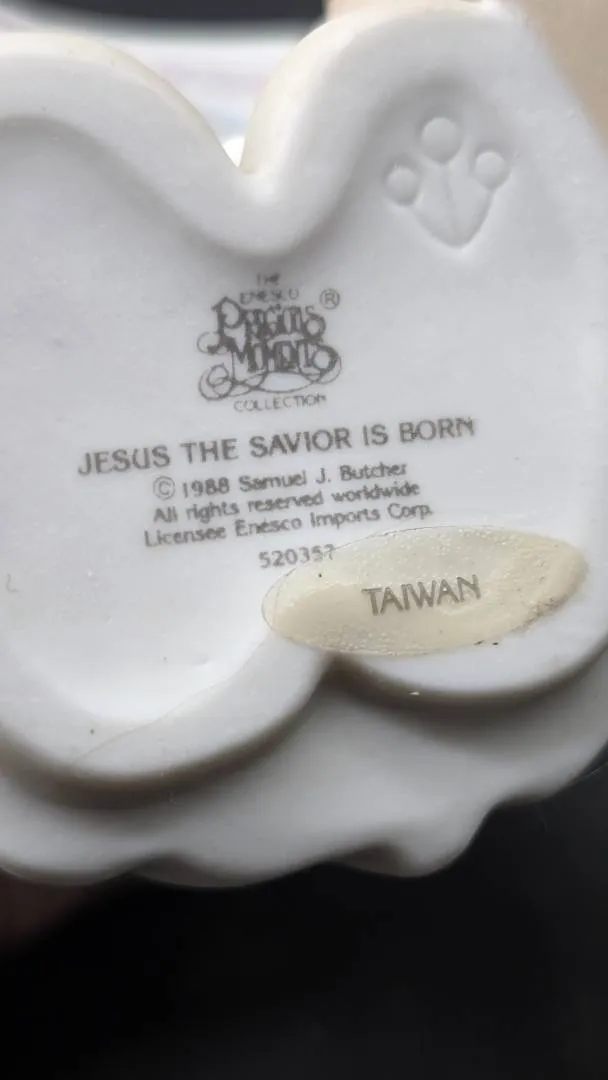 THE
ENESCO
Precious
Moments ®
COLLECTION
JESUS THE SAVIOR IS BORN
© 1988 Samuel J. Butcher
All rights reserved worldwide
Licensee Enesco Imports Corp.
520357
TAIWAN